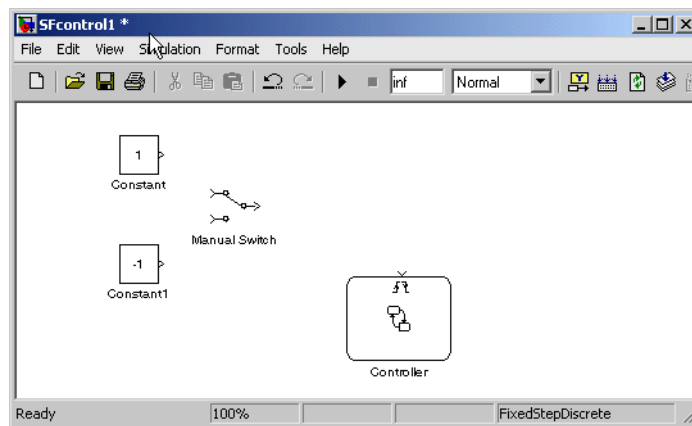 SFcontrol1 *
File Edit View Simulation Format Tools Help
inf Normal
1
Constant
Manual Switch
-1
Constant1
Controller
Ready 100% FixedStepDiscrete